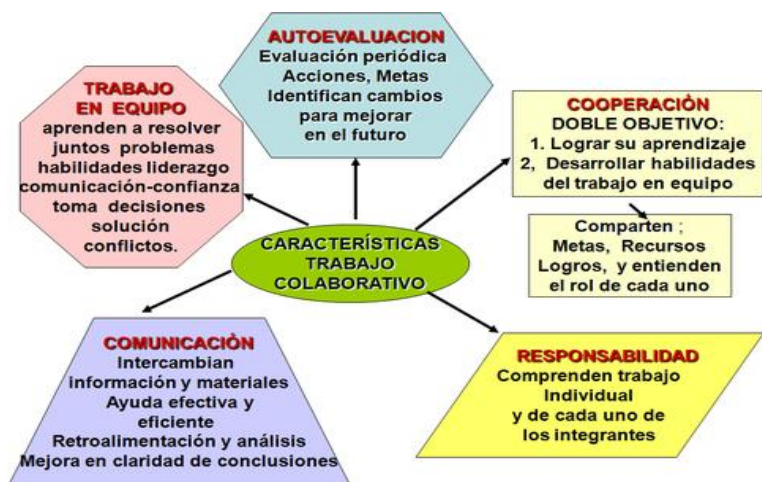 AUTOEVALUACION
Evaluación periódica
Acciones, Metas
Identifican cambios
para mejorar
en el futuro
TRABAJO
EN EQUIPO
aprenden a resolver
juntos problemas
habilidades liderazgo
comunicación-confianza
toma decisiones
solución
conflictos.
COOPERACIÓN
DOBLE OBJETIVO:
1. Lograr su aprendizaje
2, Desarrollar habilidades
del trabajo en equipo
Comparten ;
Metas, Recursos
Logros, y entienden
el rol de cada uno
CARACTERÍSTICAS
TRABAJO
COLABORATIVO
COMUNICACIÓN
Intercambian
información y materiales
Ayuda efectiva y
eficiente
Retroalimentación y análisis
Mejora en claridad de conclusiones
RESPONSABILIDAD
Comprenden trabajo
Individual
y de cada uno de
los integrantes